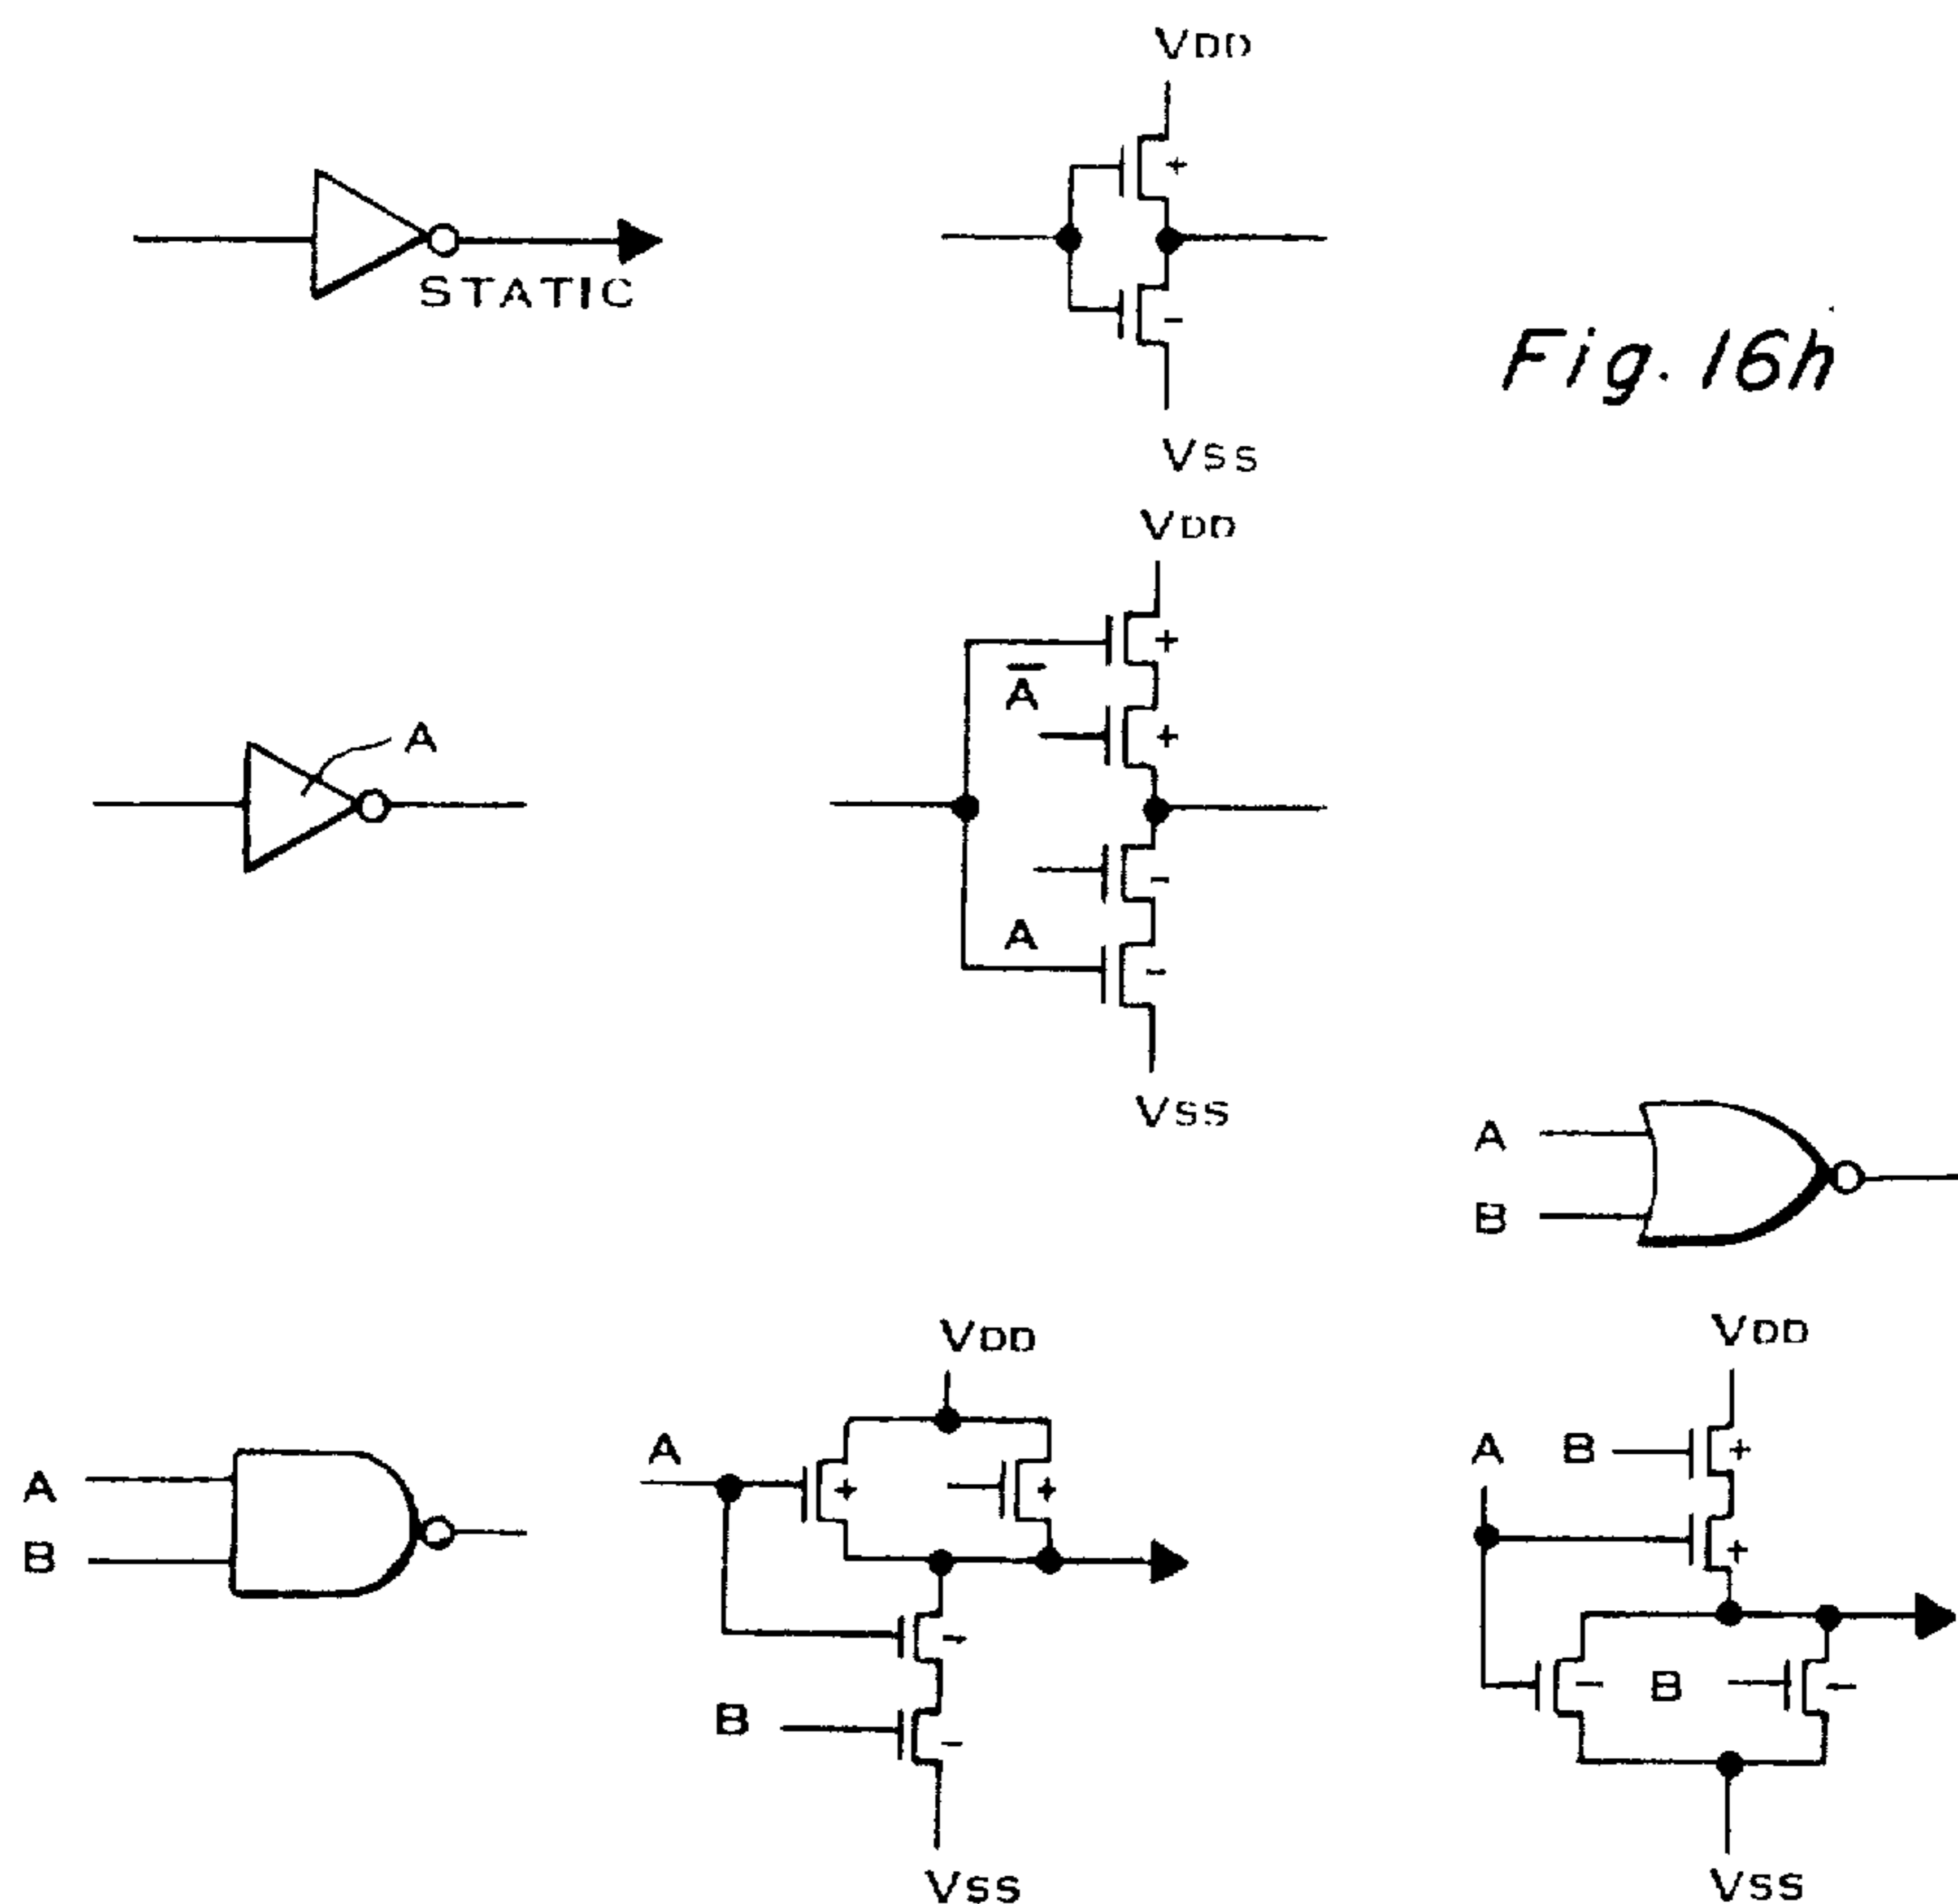 VDD
+
STATIC
-
Fig. 16h
VSS
VDD
+
A̅
A
+
-
A
-
VSS
A
B
VDD
VDD
A
A
B
+
A
+
+
B
+
-
-
B
-
B
-
-
VSS
VSS